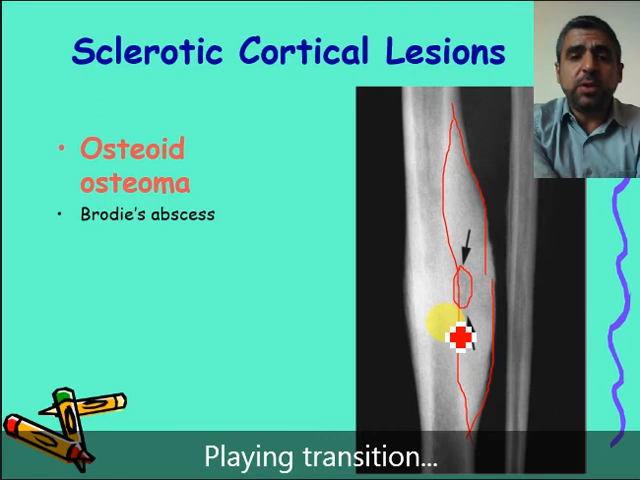 Sclerotic Cortical Lesions
• Osteoid
osteoma
• Brodie's abscess
Playing transition...